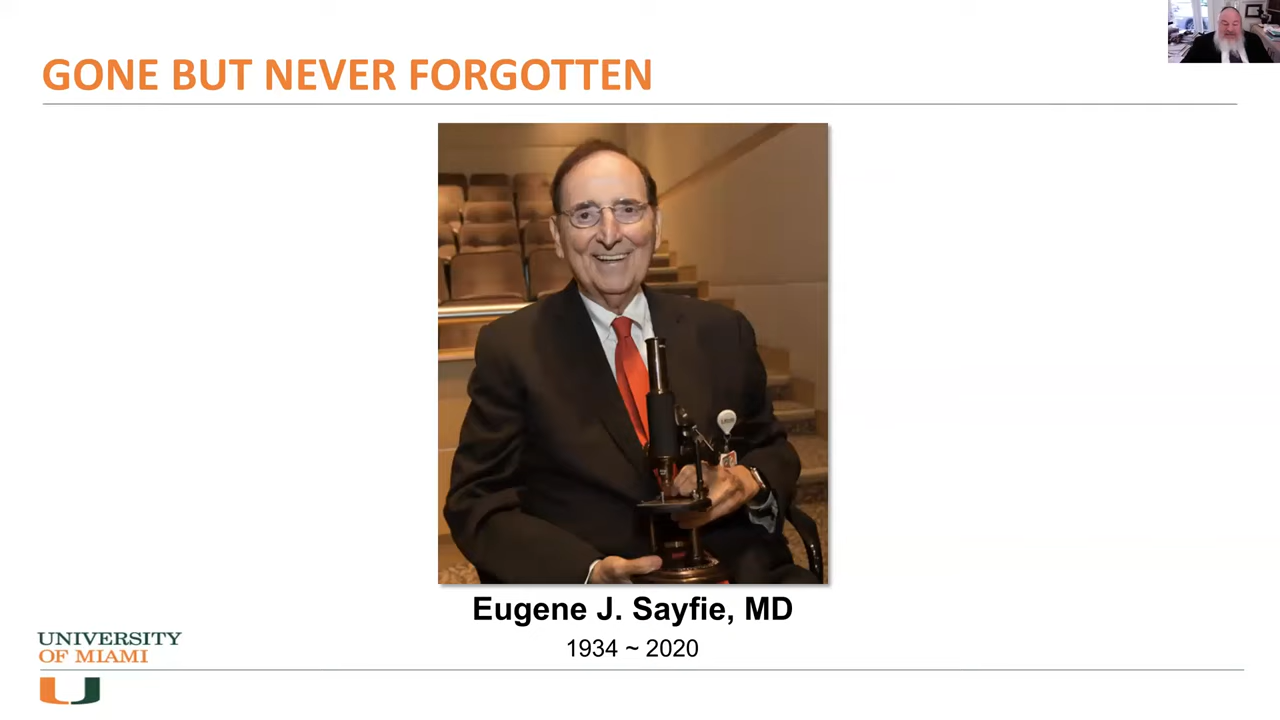 GONE BUT NEVER FORGOTTEN
Eugene J. Sayfie, MD
1934 ~ 2020
UNIVERSITY
OF MIAMI